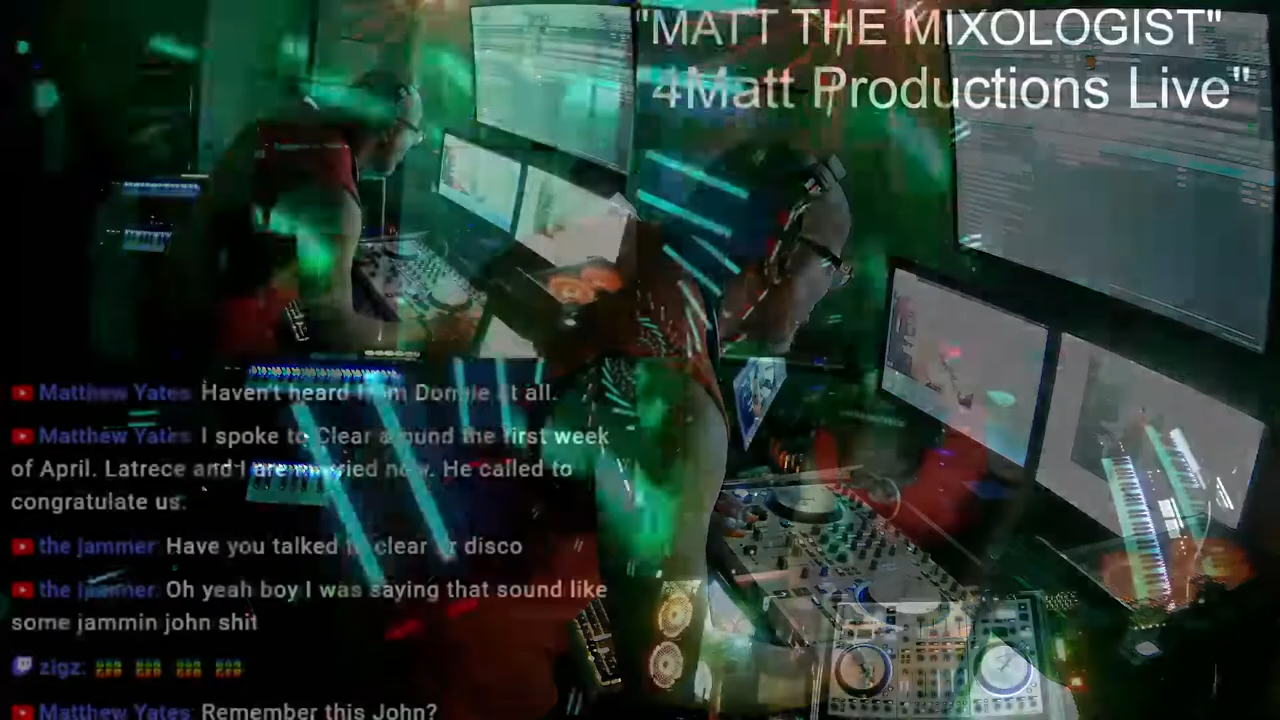 "MATT THE MIXOLOGIST"
4Matt Productions Live"
Matthew Yates Haven't heard from Dongie at all.
Matthew Yates I spoke to Clear around the first week
of April. Latrece and I are married now. He called to
congratulate us.
the jammer Have you talked to clear or disco
the jammer Oh yeah boy I was saying that sound like
some jammin john shit
zigz:
Matthew Yates Remember this John?